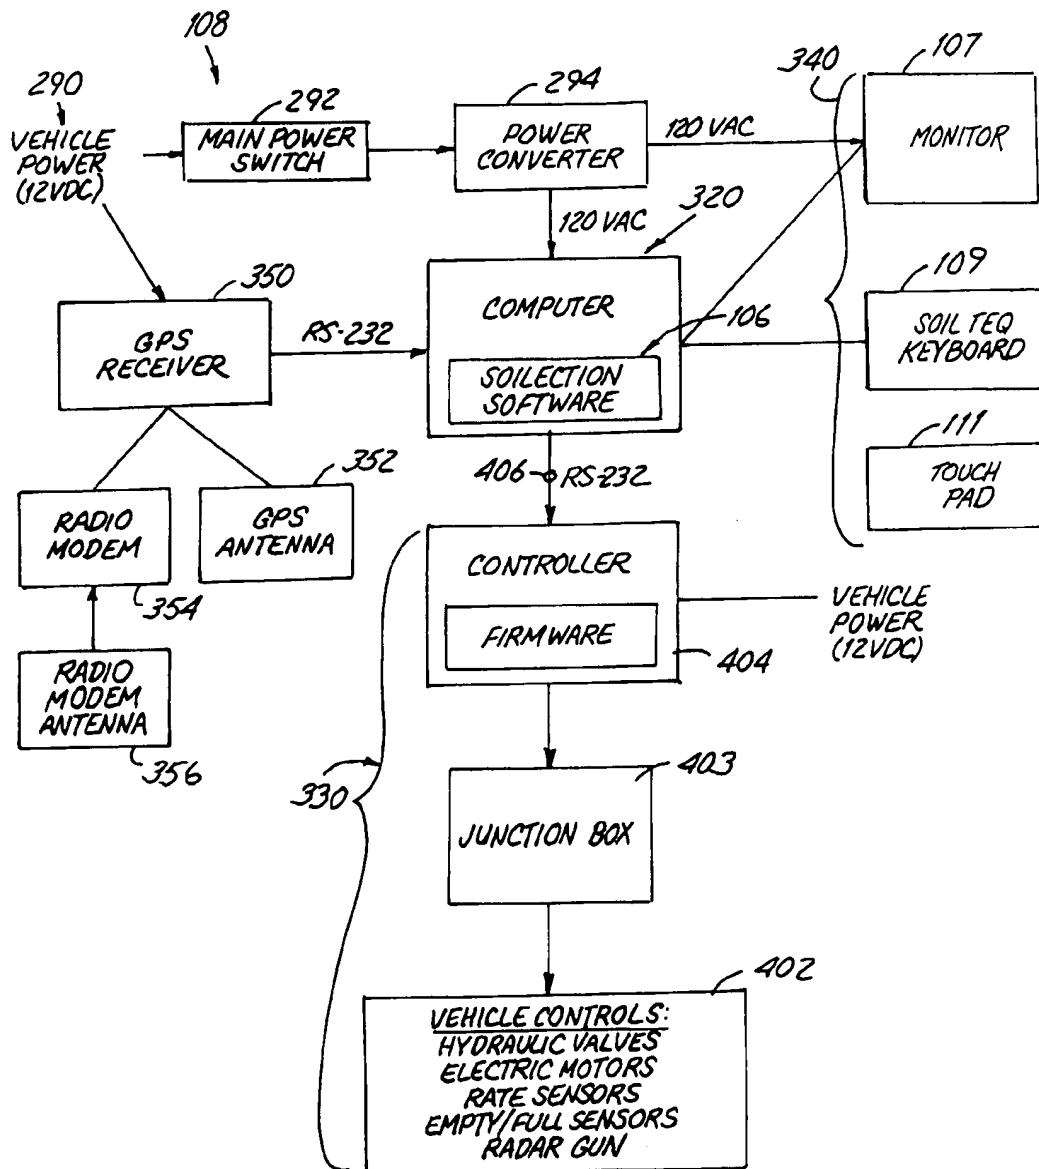 108
290
VEHICLE
POWER
(12VDC)
292
MAIN POWER
SWITCH
294
POWER
CONVERTER
120 VAC
340
107
MONITOR
120 VAC
320
350
GPS
RECEIVER
RS-232
COMPUTER
106
SOILECTION
SOFTWARE
109
SOIL TEQ
KEYBOARD
111
TOUCH
PAD
352
GPS
ANTENNA
RADIO
MODEM
354
RADIO
MODEM
ANTENNA
356
406
RS-232
CONTROLLER
FIRMWARE
404
VEHICLE
POWER
(12VDC)
330
403
JUNCTION BOX
402
VEHICLE CONTROLS:
HYDRAULIC VALVES
ELECTRIC MOTORS
RATE SENSORS
EMPTY/FULL SENSORS
RADAR GUN